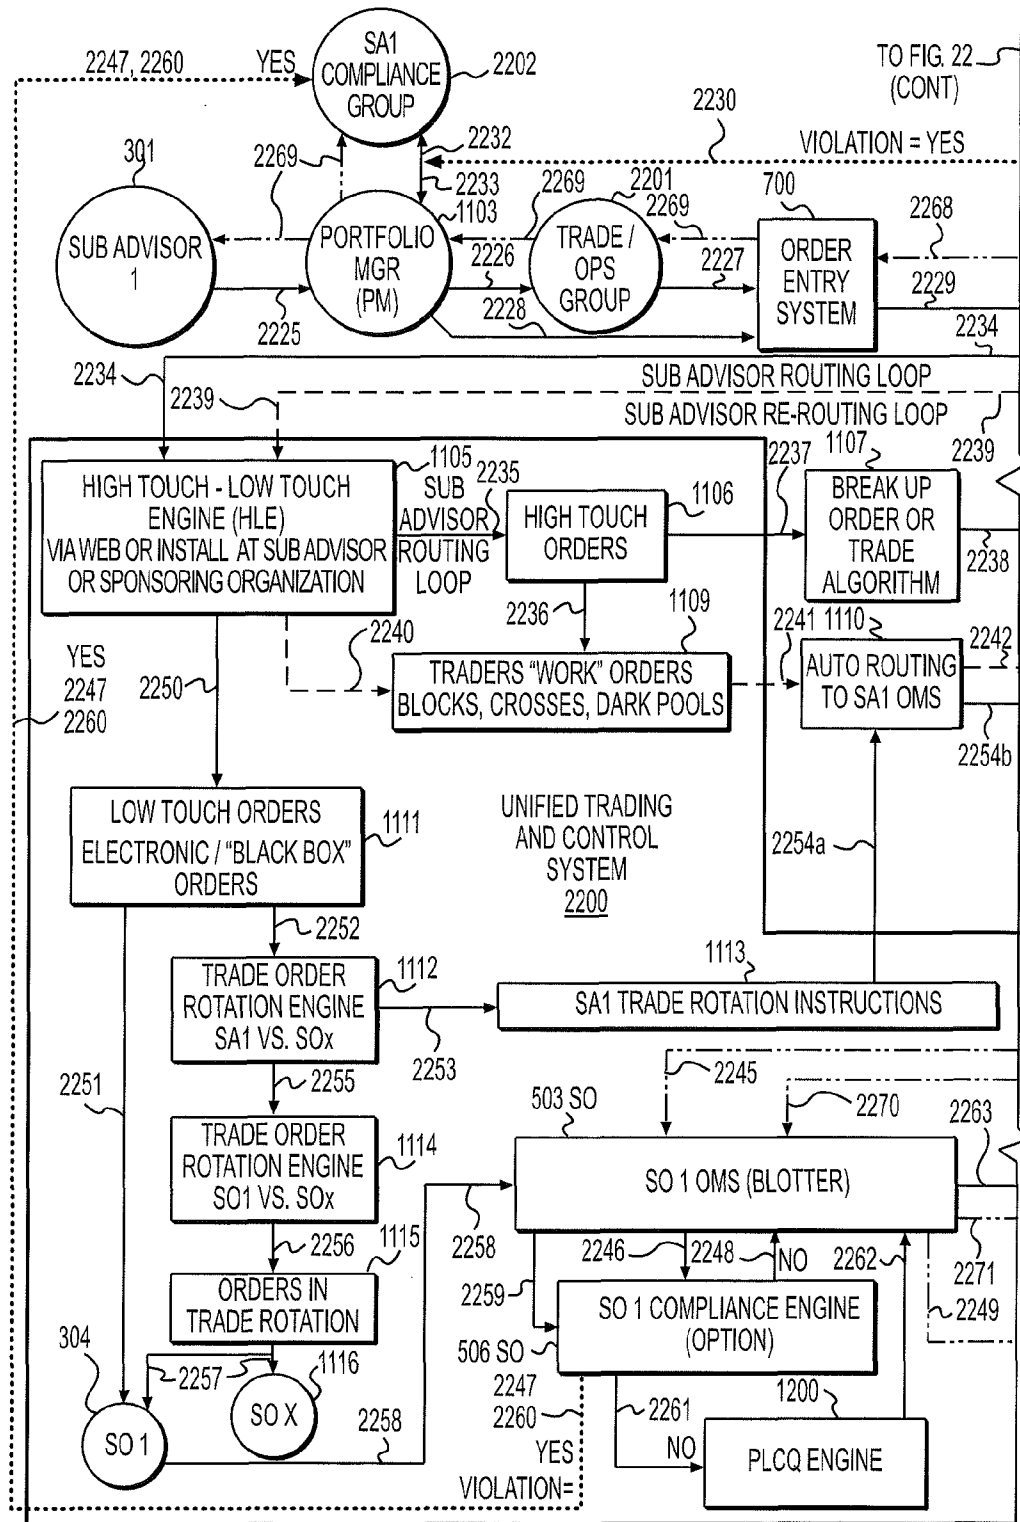 2247, 2260
YES
SA1
COMPLIANCE
GROUP
2202
TO FIG. 22
(CONT)
2230
VIOLATION = YES
2269
2232
2233
301
SUB ADVISOR
1
2269
1103
PORTFOLIO
MGR
(PM)
2225
2269
2226
2228
2201
TRADE /
OPS
GROUP
2269
2227
700
ORDER
ENTRY
SYSTEM
2268
2229
2234
2234
2239
SUB ADVISOR ROUTING LOOP
SUB ADVISOR RE-ROUTING LOOP
2239
1105
HIGH TOUCH - LOW TOUCH
ENGINE (HLE)
VIA WEB OR INSTALL AT SUB ADVISOR
OR SPONSORING ORGANIZATION
2235
SUB
ADVISOR
ROUTING
LOOP
1106
HIGH TOUCH
ORDERS
2237
1107
BREAK UP
ORDER OR
TRADE
ALGORITHM
2238
2236
1109
2240
TRADERS "WORK" ORDERS
BLOCKS, CROSSES, DARK POOLS
2241
1110
AUTO ROUTING
TO SA1 OMS
2242
2254b
YES
2247
2260
2250
LOW TOUCH ORDERS
ELECTRONIC / "BLACK BOX"
ORDERS
1111
UNIFIED TRADING
AND CONTROL
SYSTEM
2200
2254a
2252
1112
TRADE ORDER
ROTATION ENGINE
SA1 VS. SOx
2253
1113
SA1 TRADE ROTATION INSTRUCTIONS
2251
2255
TRADE ORDER
ROTATION ENGINE
SO1 VS. SOx
1114
2245
503 SO
2270
2263
SO 1 OMS (BLOTTER)
2258
2256
1115
ORDERS IN
TRADE ROTATION
2259
2246
2248
NO
2262
2271
2249
SO 1 COMPLIANCE ENGINE
(OPTION)
506 SO
304
2257
1116
SO X
SO 1
2258
2247
2260
YES
VIOLATION=
2261
NO
1200
PLCQ ENGINE